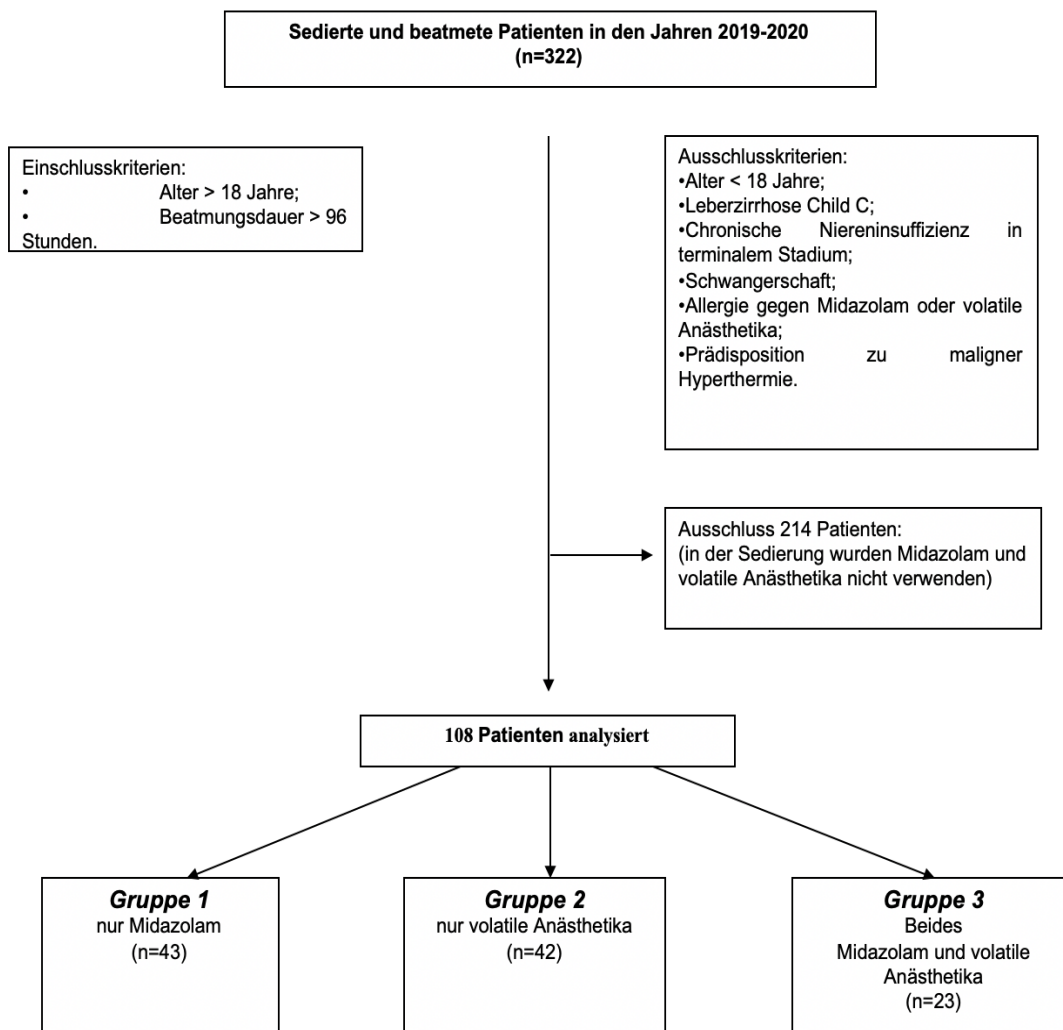 Sedierte und beatmete Patienten in den Jahren 2019-2020
(n=322)
Einschlusskriterien:
• Alter > 18 Jahre;
• Beatmungsdauer > 96
Stunden.
Ausschlusskriterien:
•Alter < 18 Jahre;
•Leberzirrhose Child C;
•Chronische Niereninsuffizienz in
terminalem Stadium;
•Schwangerschaft;
•Allergie gegen Midazolam oder volatile
Anästhetika;
•Prädisposition zu maligner
Hyperthermie.
Ausschluss 214 Patienten:
(in der Sedierung wurden Midazolam und
volatile Anästhetika nicht verwenden)
108 Patienten analysiert
Gruppe 1
nur Midazolam
(n=43)
Gruppe 2
nur volatile Anästhetika
(n=42)
Gruppe 3
Beides
Midazolam und volatile
Anästhetika
(n=23)